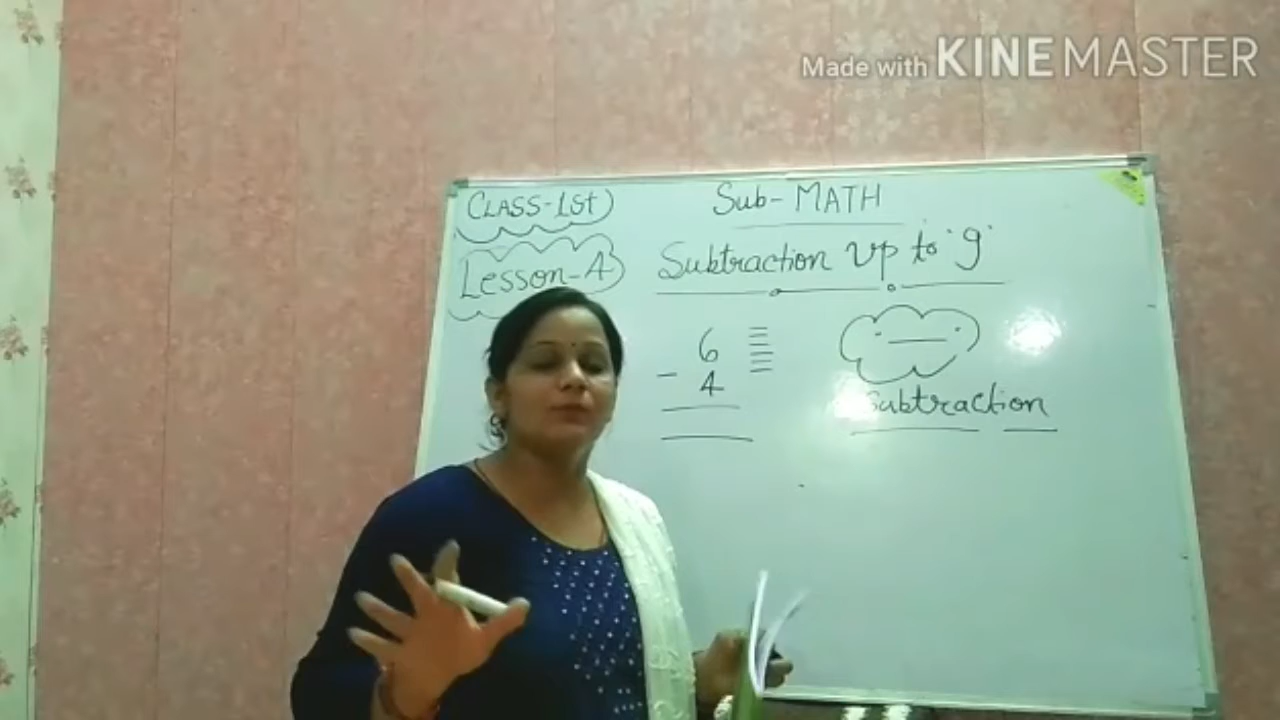 Made with KINEMASTER
CLASS-1st
Sub- MATH
Lesson-4
Subtraction Up to '9'
6
- 4
Subtraction